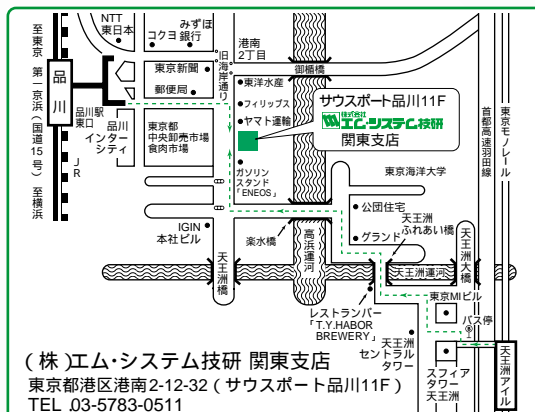 NTT
東日本
みずほ
銀行
コクヨ
港南
2丁目
旧海岸通り
御楯橋
至東京
第一京浜(国道15号)
至横浜
品川
JR
品川駅
東口
品川
インター
シティ
東京新聞
郵便局
東京都
中央卸売市場
食肉市場
東洋水産
フィリップス
ヤマト運輸
ガソリン
スタンド
「ENEOS」
サウスポート品川11F
株式会社
エム・システム技研
関東支店
首都高速羽田線
東京モノレール
東京海洋大学
IGIN
本社ビル
楽水橋
高浜運河
公団住宅
グランド
天王洲
ふれあい橋
天王洲大橋
天王洲橋
天王洲運河
レストランバー
「T.Y.HABOR
BREWERY」
東京MIビル
バス停
天王洲
セントラル
タワー
スフィア
タワー
天王洲
天王洲アイル
(株)エム・システム技研 関東支店
東京都港区港南2-12-32(サウスポート品川11F)
TEL 03-5783-0511